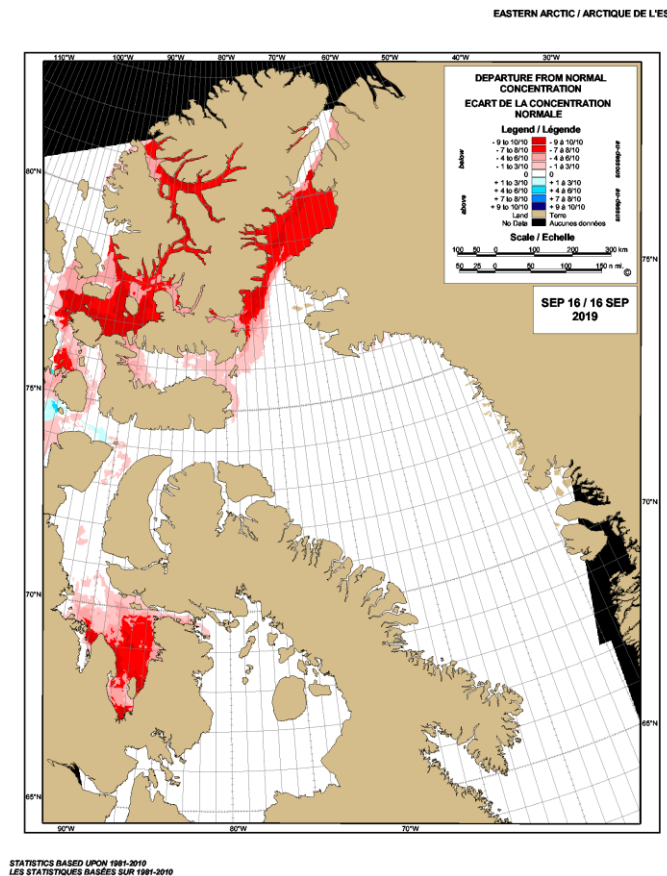 EASTERN ARCTIC / ARCTIQUE DE L'ES
110°W 100°W 90°W 80°W 70°W 60°W 50°W 40°W 30°W
DEPARTURE FROM NORMAL
CONCENTRATION
ECART DE LA CONCENTRATION
NORMALE
Legend / Légende
- 9 to 10/10 - 9 à 10/10
- 7 to 8/10 - 7 à 8/10
- 4 to 6/10 - 4 à 6/10
- 1 to 3/10 - 1 à 3/10
0 0
+ 1 to 3/10 + 1 à 3/10
+ 4 to 6/10 + 4 à 6/10
+ 7 to 8/10 + 7 à 8/10
+ 9 to 10/10 + 9 à 10/10
Land Terre
No Data Aucunes données
below
above
au-dessous
au-dessus
Scale / Echelle
100 50 0 100 200 300 km
50 25 0 50 100 150 n mi.
©
SEP 16 / 16 SEP
2019
80°N
75°N
75°N
70°N
70°N
65°N
65°N
90°W 80°W 70°W
STATISTICS BASED UPON 1981-2010
LES STATISTIQUES BASÉES SUR 1981-2010